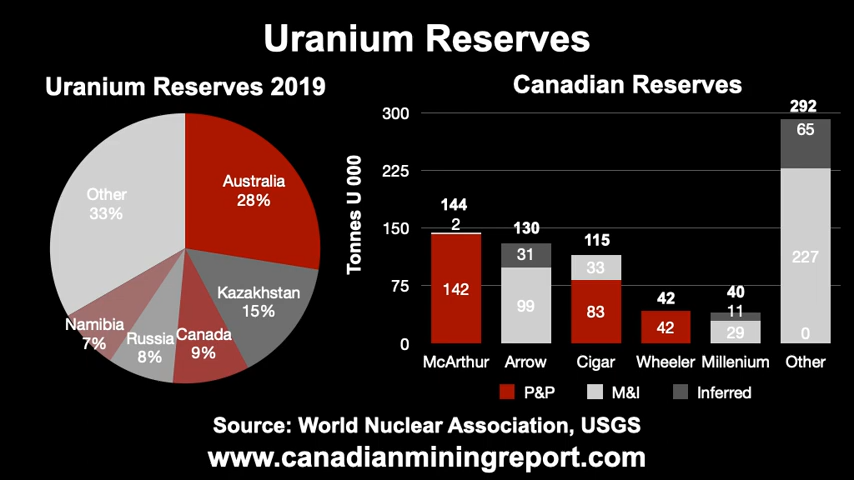 Uranium Reserves
Uranium Reserves 2019
Other
33%
Australia
28%
Kazakhstan
15%
Canada
9%
Russia
8%
Namibia
7%
Canadian Reserves
Tonnes U 000
300
225
150
75
0
144
2
142
130
31
99
115
33
83
42
42
40
11
29
292
65
227
0
McArthur Arrow Cigar Wheeler Millenium Other
P&P M&I Inferred
Source: World Nuclear Association, USGS
www.canadianminingreport.com